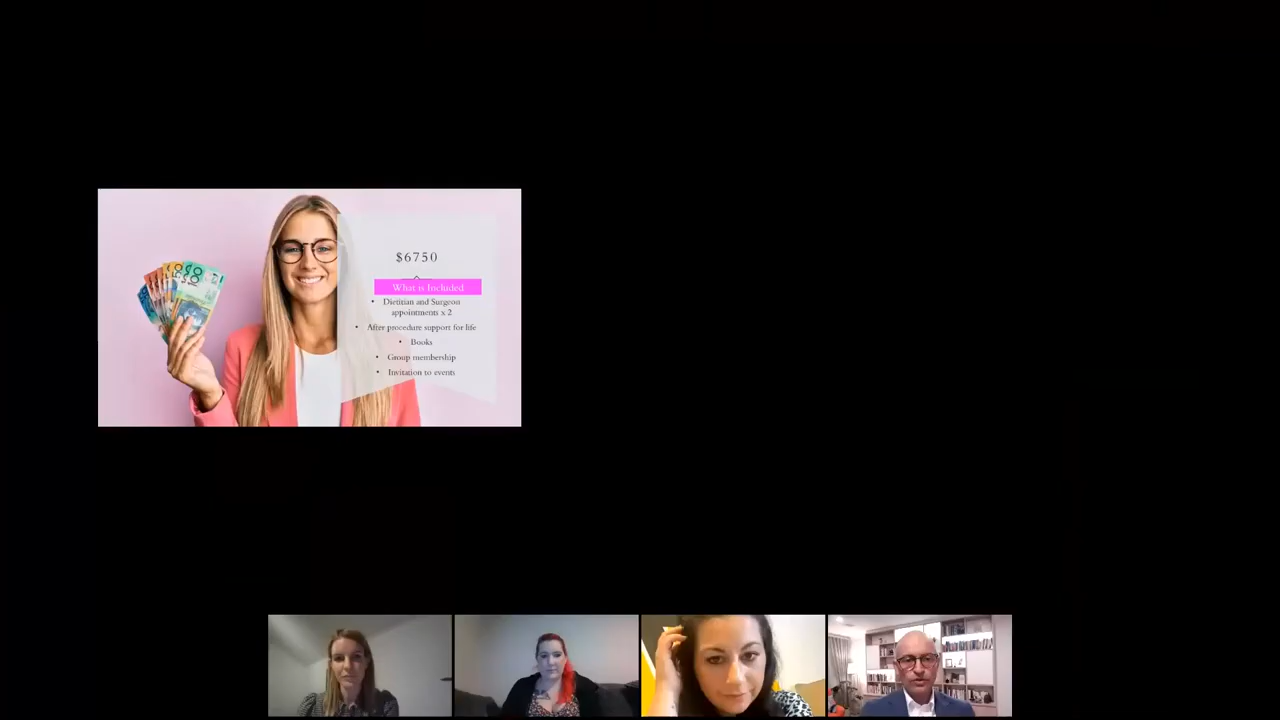 $6750
What is Included
• Dietitian and Surgeon
appointments x 2
• After procedure support for life
• Books
• Group membership
• Invitation to events